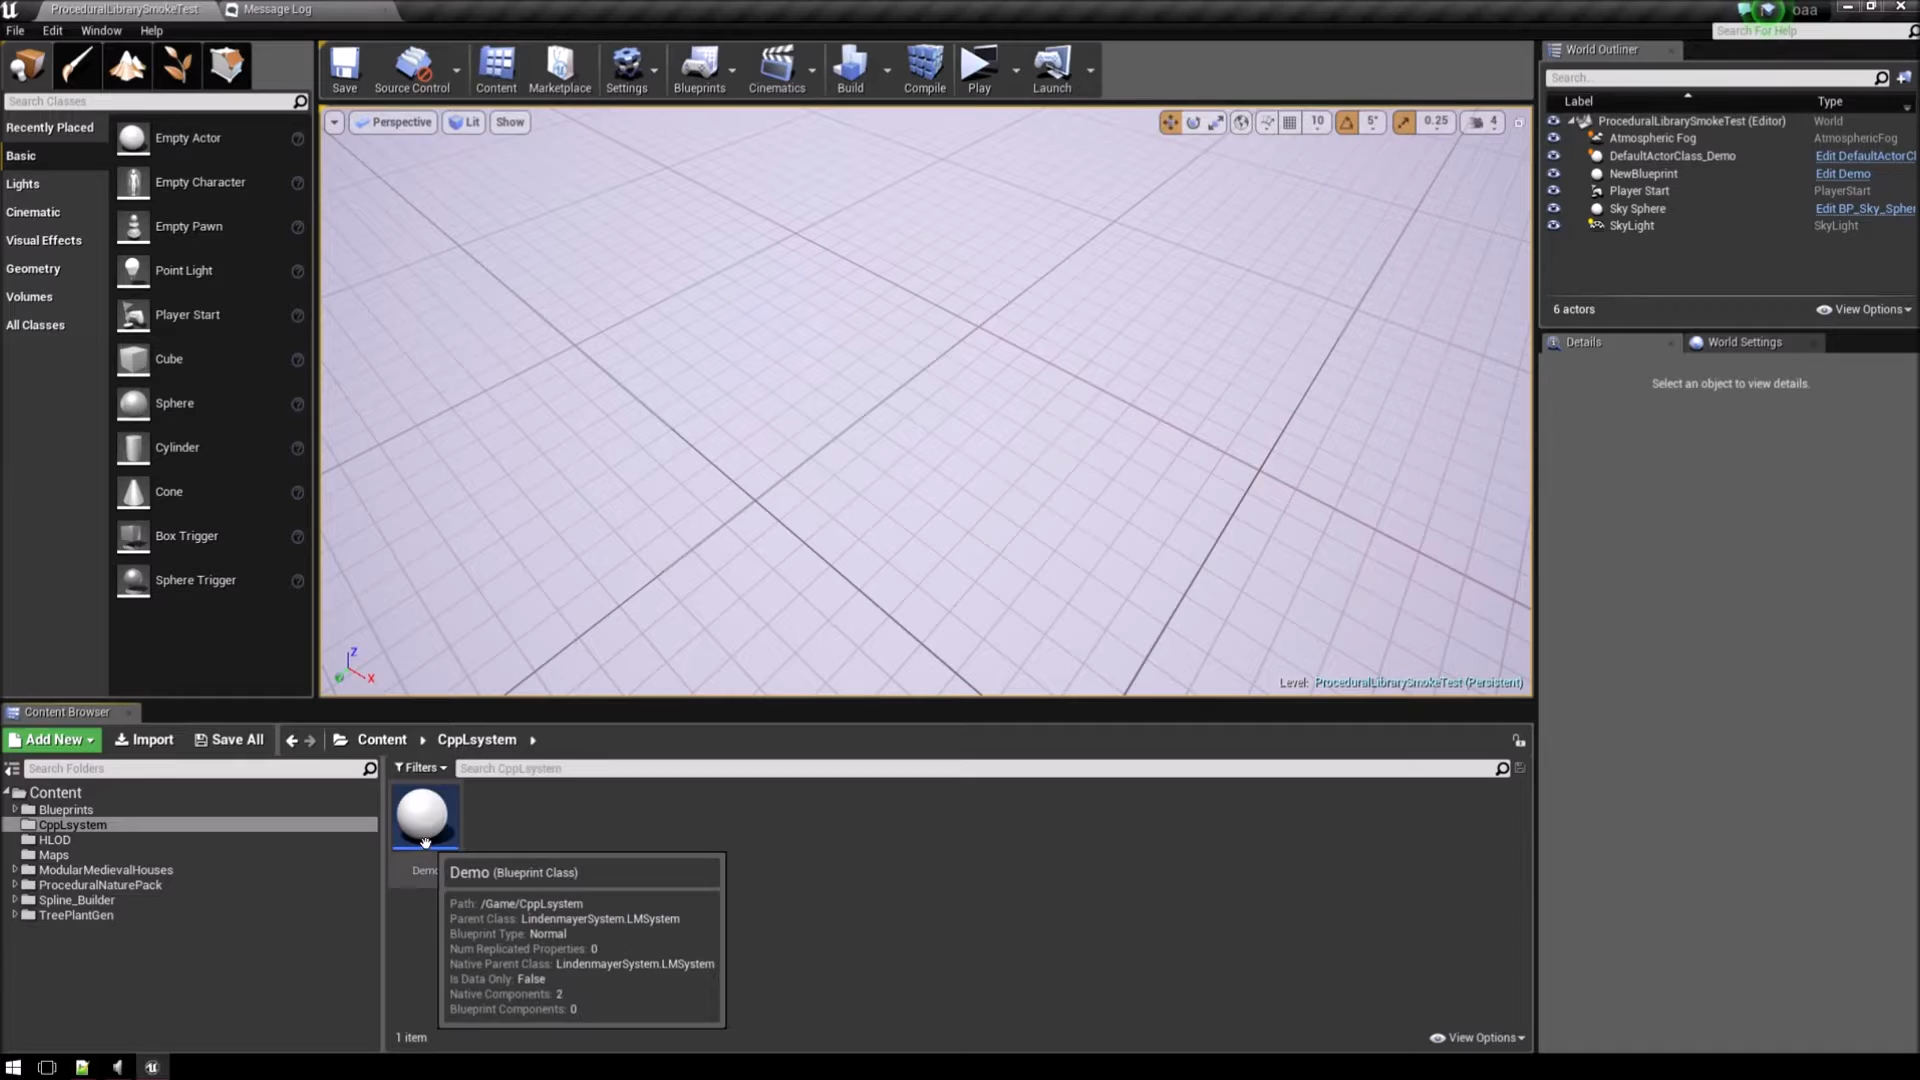 ProceduralLibrarySmokeTest
Message Log
oaa
File Edit Window Help
Search For Help
Save
Source Control
Content
Marketplace
Settings
Blueprints
Cinematics
Build
Compile
Play
Launch
Search Classes
Recently Placed
Basic
Lights
Cinematic
Visual Effects
Geometry
Volumes
All Classes
Empty Actor
Empty Character
Empty Pawn
Point Light
Player Start
Cube
Sphere
Cylinder
Cone
Box Trigger
Sphere Trigger
Perspective
Lit
Show
10
5°
0.25
4
Z
X
Level: ProceduralLibrarySmokeTest (Persistent)
World Outliner
Search...
Label Type
ProceduralLibrarySmokeTest (Editor) World
Atmospheric Fog AtmosphericFog
DefaultActorClass_Demo Edit DefaultActorCl
NewBlueprint Edit Demo
Player Start PlayerStart
Sky Sphere Edit BP_Sky_Spher
SkyLight SkyLight
6 actors
View Options
Details
World Settings
Select an object to view details.
Content Browser
Add New
Import
Save All
Content
CppLsystem
Search Folders
Filters
Search CppLsystem
Content
Blueprints
CppLsystem
HLOD
Maps
ModularMedievalHouses
ProceduralNaturePack
Spline_Builder
TreePlantGen
Demo
Demo (Blueprint Class)
Path: /Game/CppLsystem
Parent Class: LindenmayerSystem.LMSystem
Blueprint Type: Normal
Num Replicated Properties: 0
Native Parent Class: LindenmayerSystem.LMSystem
Is Data Only: False
Native Components: 2
Blueprint Components: 0
1 item
View Options